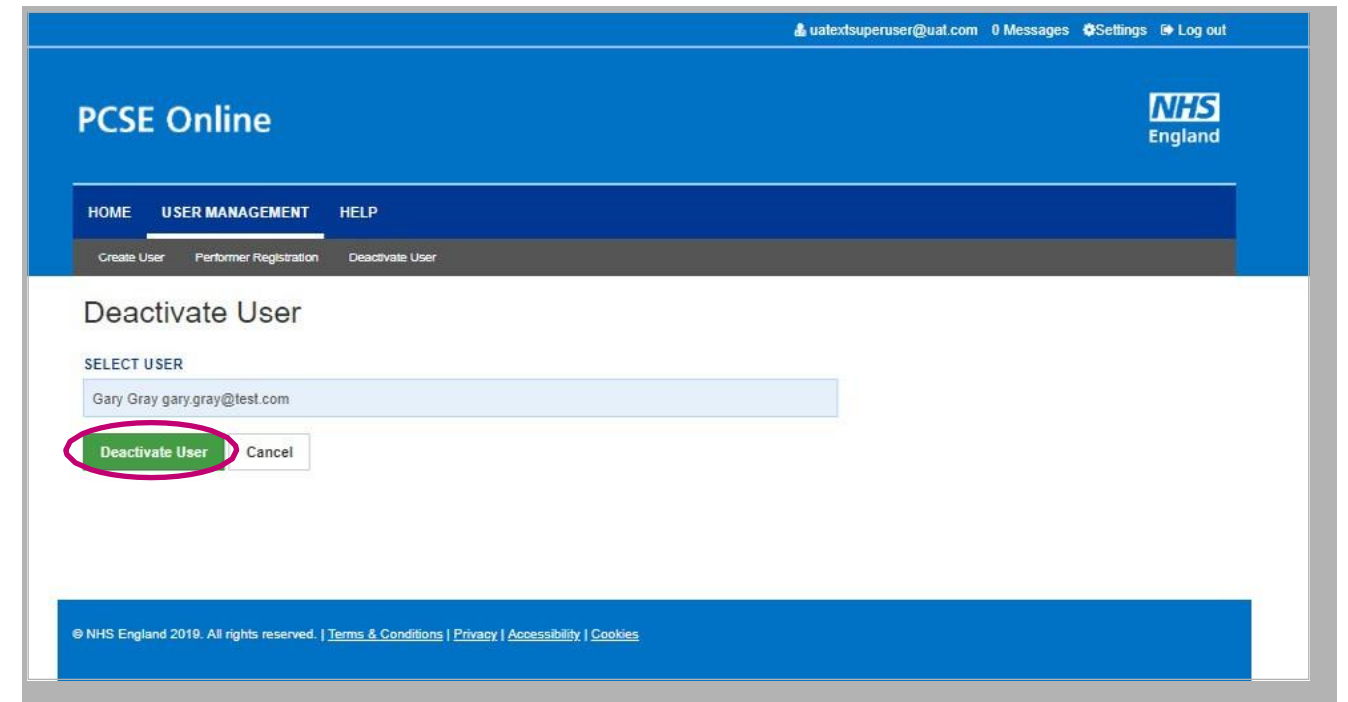 uatextsuperuser@uat.com 0 Messages Settings Log out
PCSE Online
NHS
England
HOME USER MANAGEMENT HELP
Create User Performer Registration Deactivate User
Deactivate User
SELECT USER
Gary Gray gary.gray@test.com
Deactivate User Cancel
© NHS England 2019. All rights reserved. | Terms & Conditions | Privacy | Accessibility | Cookies